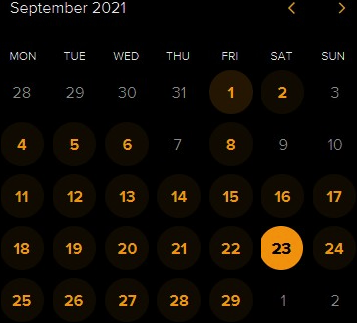 September 2021
MON TUE WED THU FRI SAT SUN
28 29 30 31 1 2 3
4 5 6 7 8 9 10
11 12 13 14 15 16 17
18 19 20 21 22 23 24
25 26 27 28 29 1 2